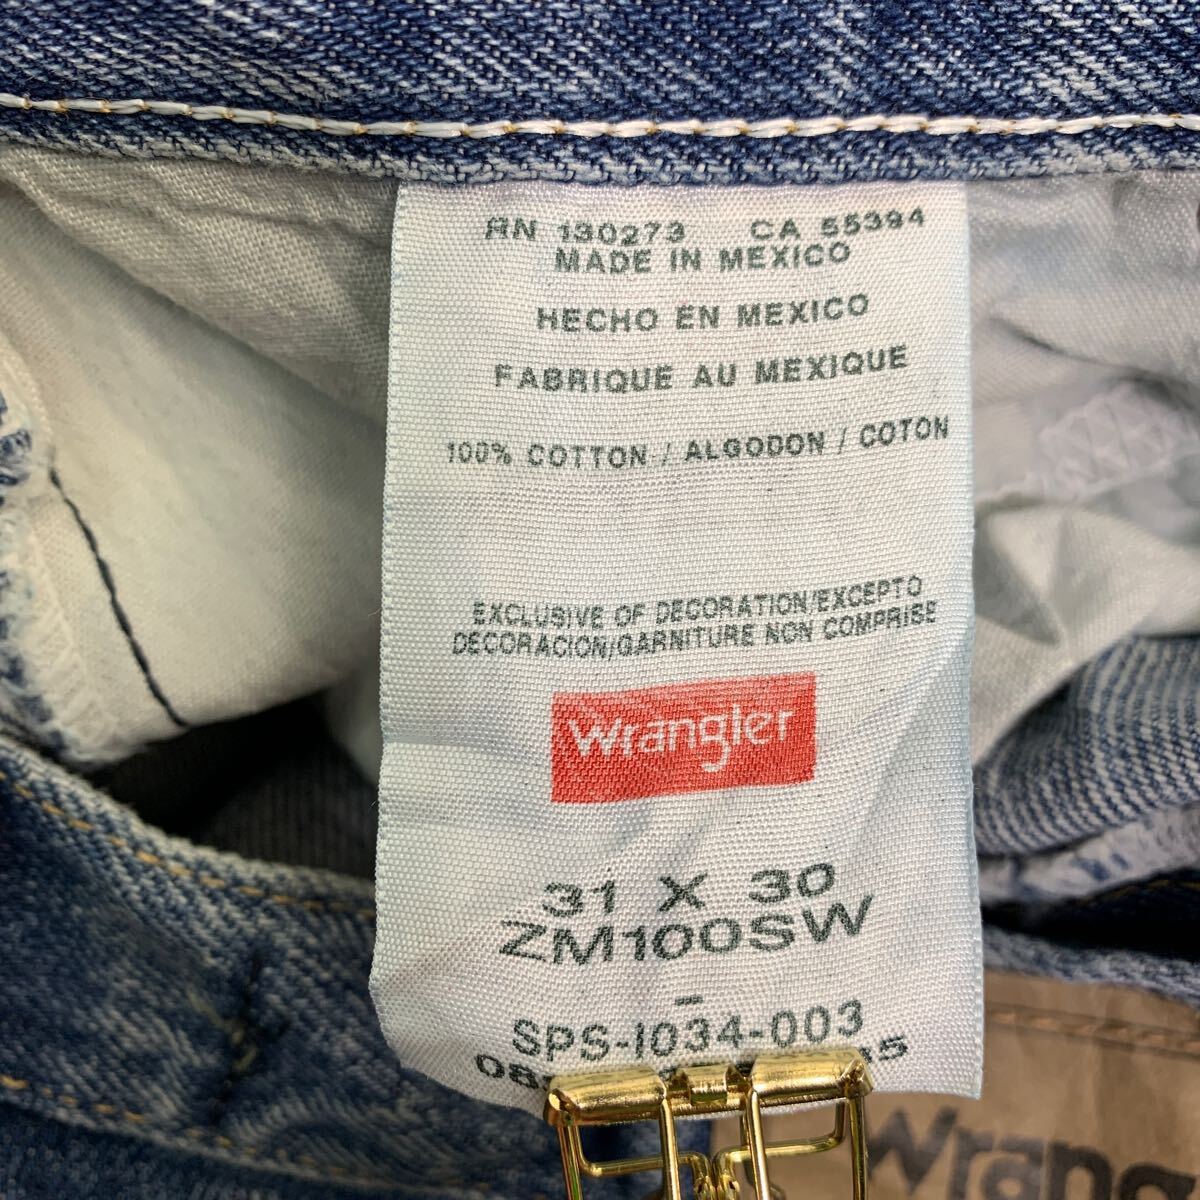 RN 130273 CA 55394
MADE IN MEXICO
HECHO EN MEXICO
FABRIQUE AU MEXIQUE
100% COTTON / ALGODON / COTON
EXCLUSIVE OF DECORATION/EXCEPTO
DECORACION/GARNITURE NON COMPRISE
Wrangler
31 X 30
ZM100SW
-
SPS-1034-003